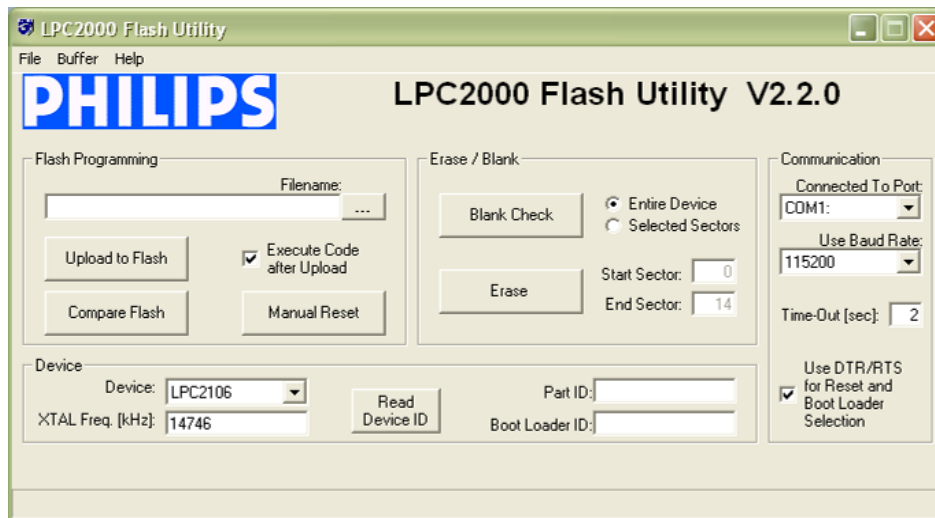 LPC2000 Flash Utility
File Buffer Help
PHILIPS
LPC2000 Flash Utility V2.2.0
Flash Programming
Filename:
...
Upload to Flash
Execute Code
after Upload
Compare Flash
Manual Reset
Erase / Blank
Blank Check
Entire Device
Selected Sectors
Erase
Start Sector: 0
End Sector: 14
Communication
Connected To Port:
COM1:
Use Baud Rate:
115200
Time-Out [sec]: 2
Use DTR/RTS
for Reset and
Boot Loader
Selection
Device
Device: LPC2106
XTAL Freq. [kHz]: 14746
Read
Device ID
Part ID:
Boot Loader ID: